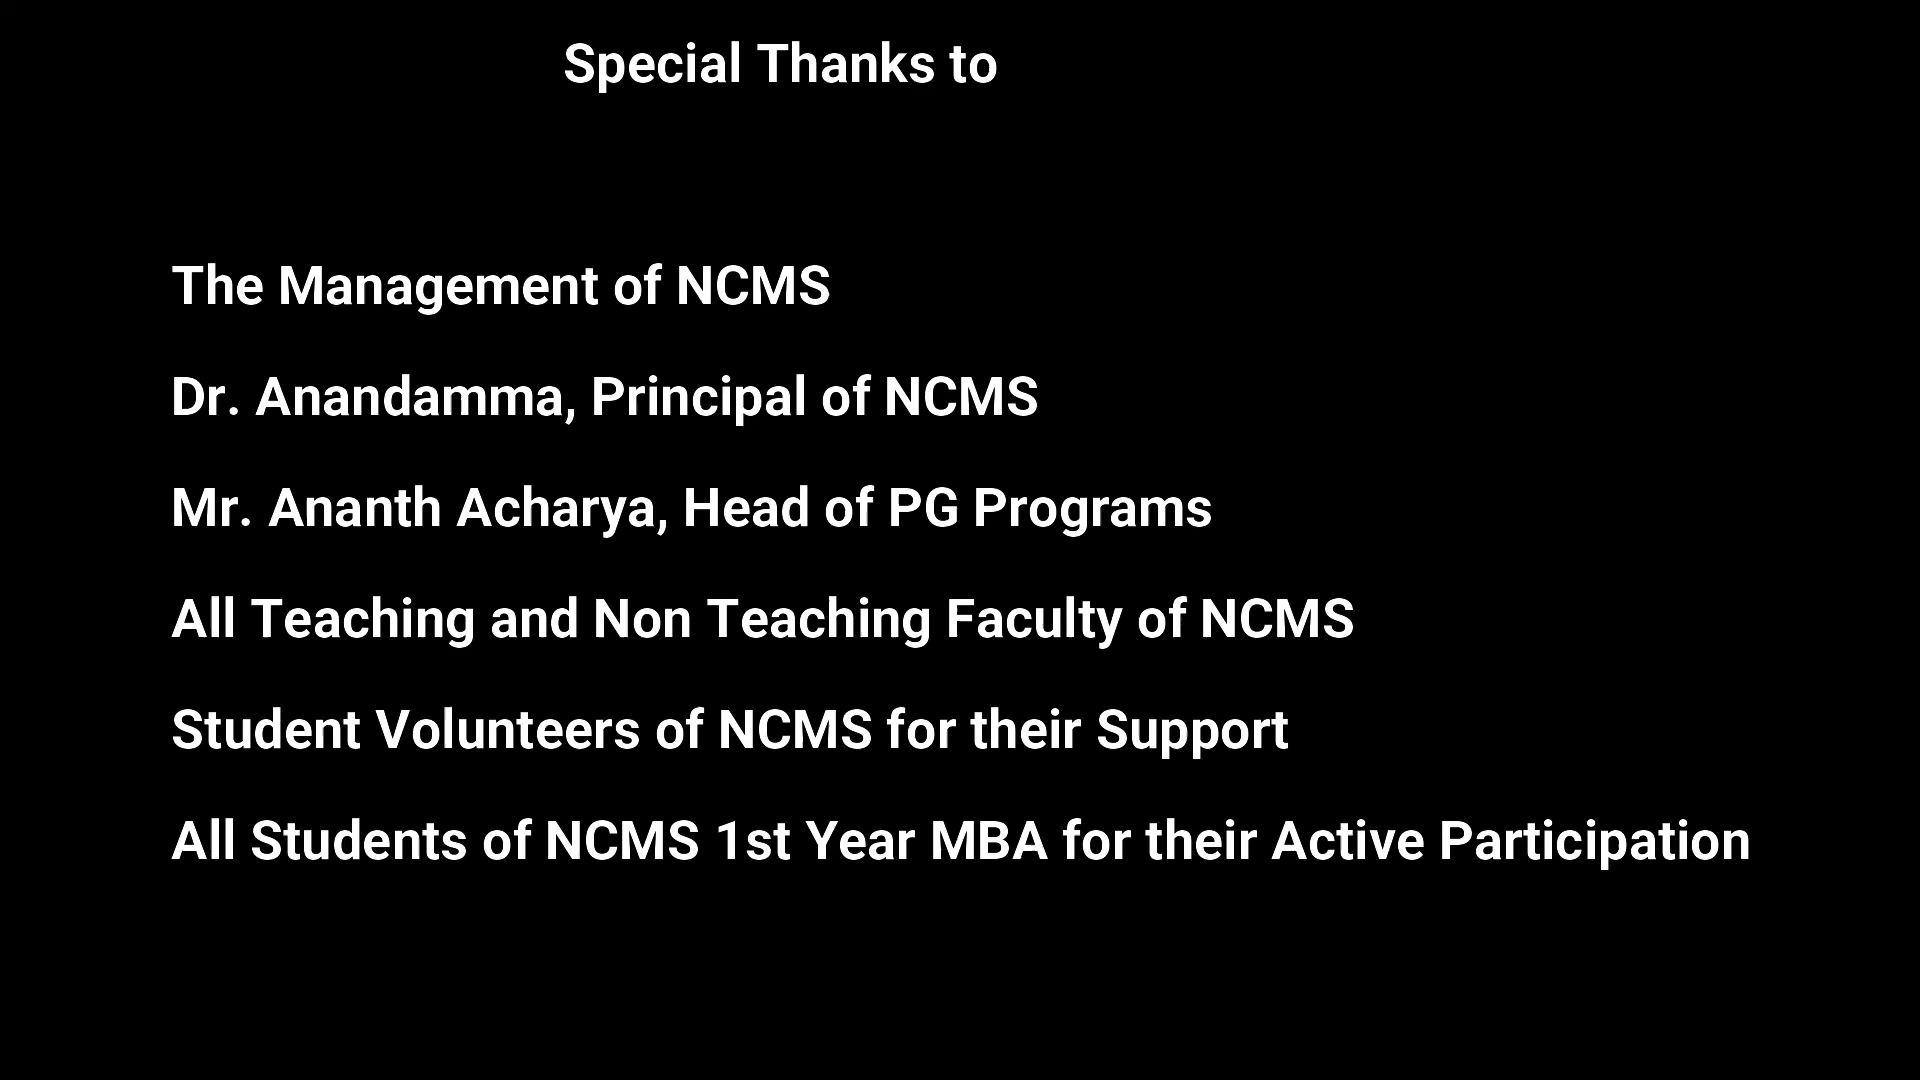 Special Thanks to
The Management of NCMS
Dr. Anandamma, Principal of NCMS
Mr. Ananth Acharya, Head of PG Programs
All Teaching and Non Teaching Faculty of NCMS
Student Volunteers of NCMS for their Support
All Students of NCMS 1st Year MBA for their Active Participation